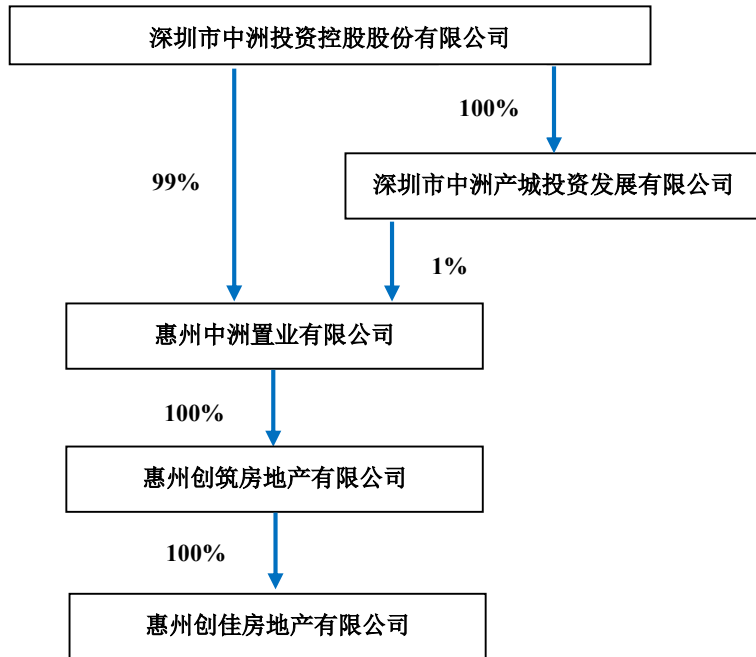 深圳市中洲投资控股股份有限公司
100%
99%
深圳市中洲产城投资发展有限公司
1%
惠州中洲置业有限公司
100%
惠州创筑房地产有限公司
100%
惠州创佳房地产有限公司